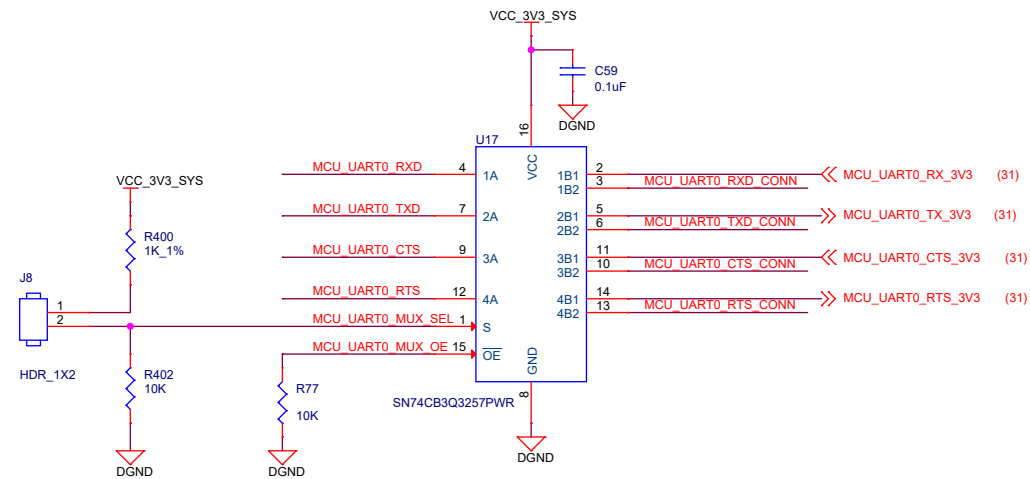 VCC_3V3_SYS
C59
0.1uF
DGND
U17
16
VCC
MCU_UART0_RXD 4 1A
1B1 2 MCU_UART0_RX_3V3 (31)
1B2 3 MCU_UART0_RXD_CONN
VCC_3V3_SYS
MCU_UART0_TXD 7 2A
2B1 5 MCU_UART0_TX_3V3 (31)
2B2 6 MCU_UART0_TXD_CONN
R400
1K_1%
MCU_UART0_CTS 9 3A
3B1 11 MCU_UART0_CTS_3V3 (31)
3B2 10 MCU_UART0_CTS_CONN
J8
1
2
HDR_1X2
MCU_UART0_RTS 12 4A
4B1 14 MCU_UART0_RTS_3V3 (31)
4B2 13 MCU_UART0_RTS_CONN
MCU_UART0_MUX_SEL 1 S
MCU_UART0_MUX_OE 15 OE
GND
8
R402
10K
R77
10K
SN74CB3Q3257PWR
DGND
DGND
DGND